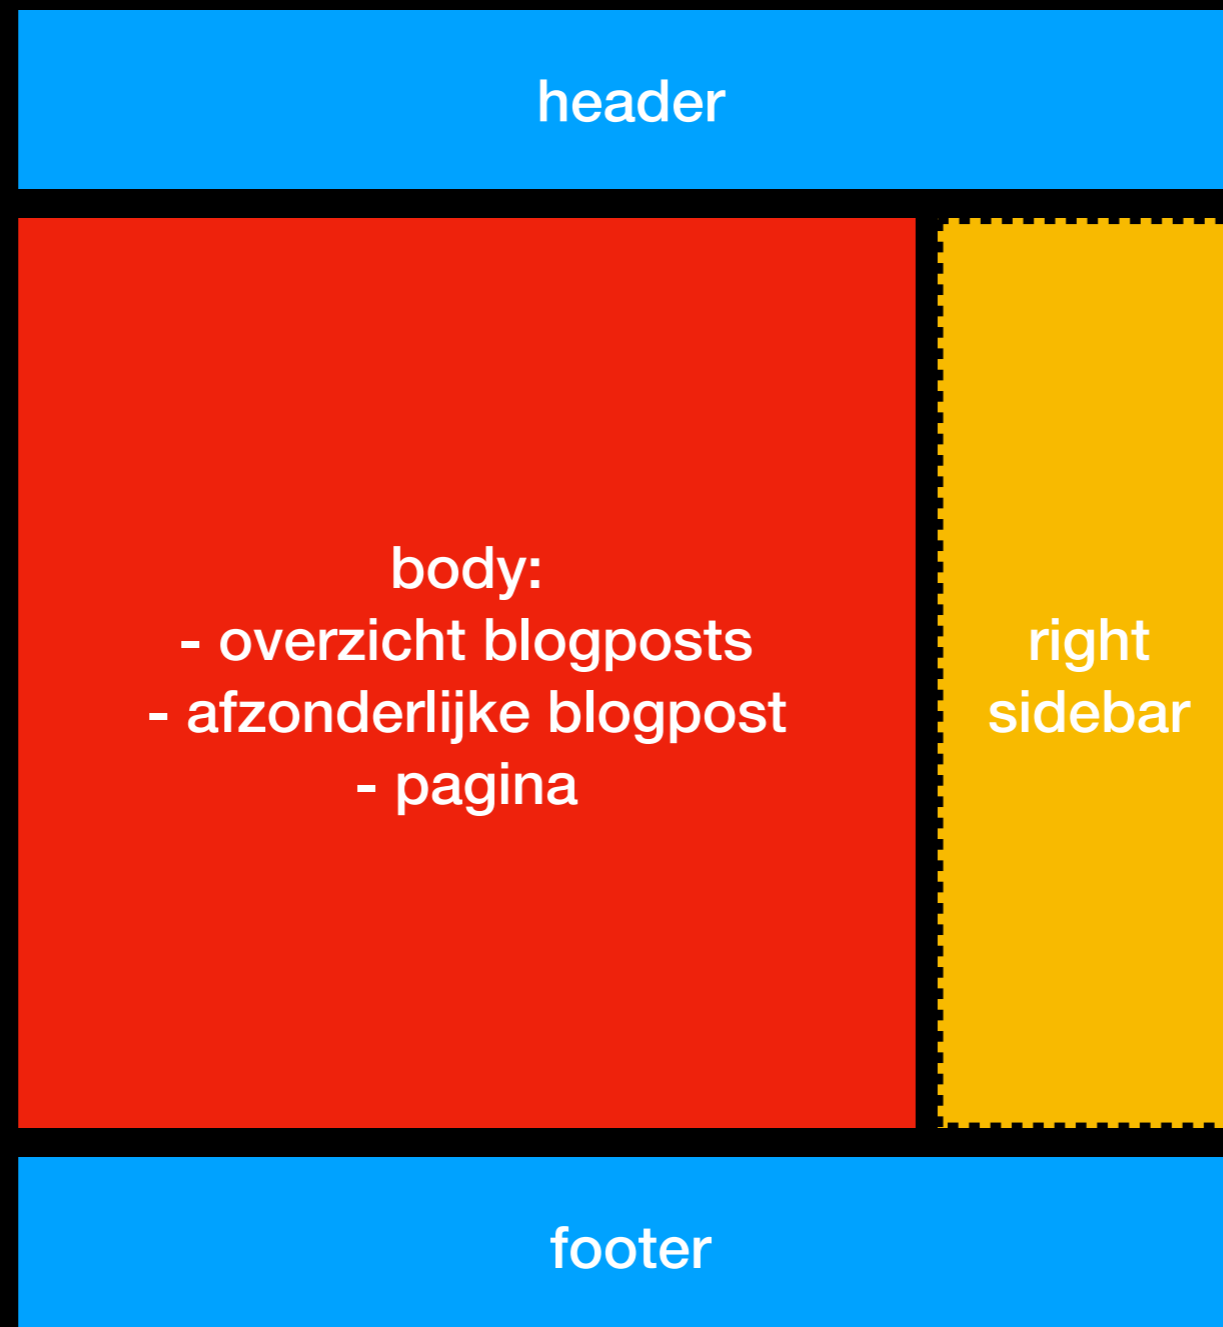 header
body:
- overzicht blogposts
- afzonderlijke blogpost
- pagina
right
sidebar
footer